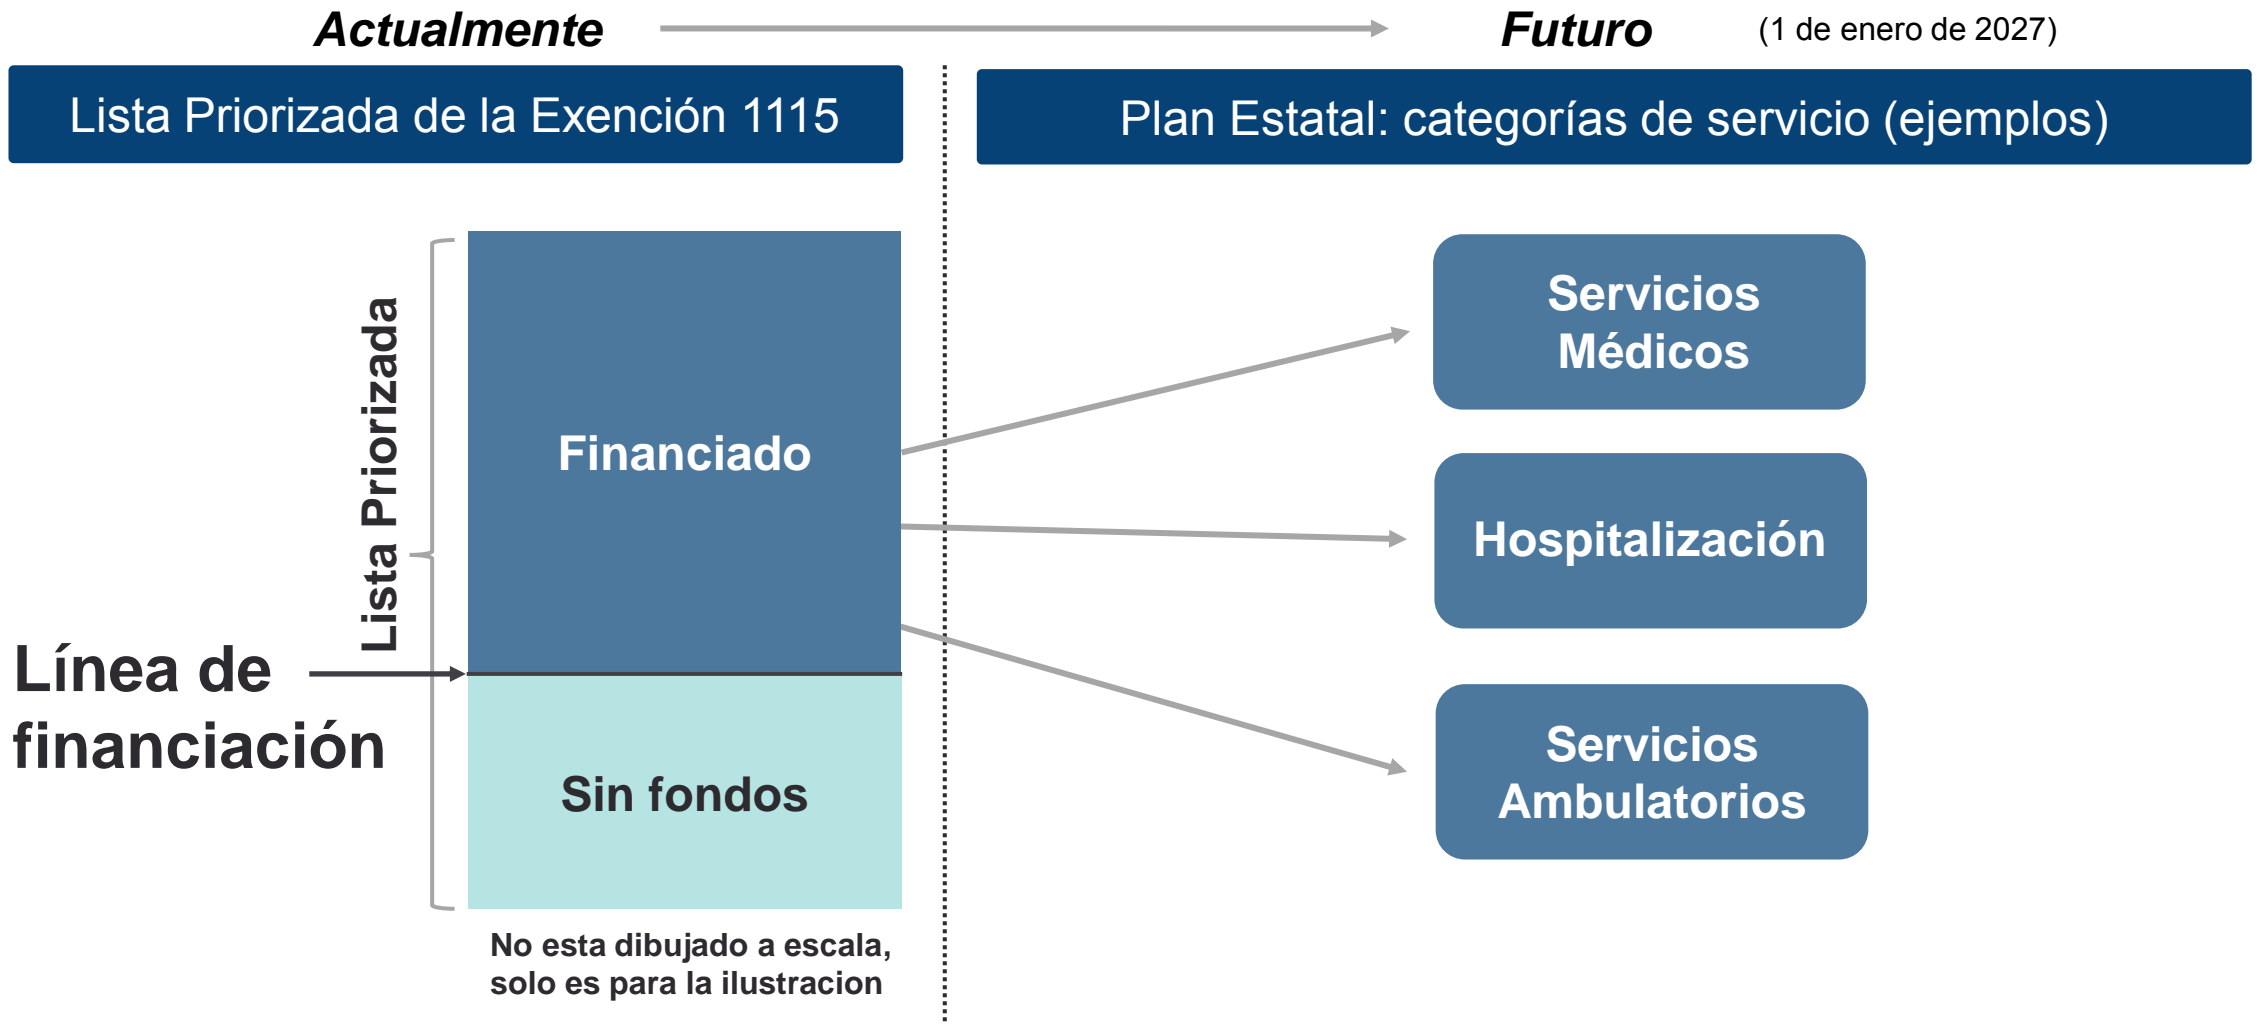 Actualmente
Futuro
(1 de enero de 2027)
Lista Priorizada de la Exención 1115
Plan Estatal: categorías de servicio (ejemplos)
Lista Priorizada
Línea de
financiación
Financiado
Sin fondos
No esta dibujado a escala,
solo es para la ilustracion
Servicios
Médicos
Hospitalización
Servicios
Ambulatorios